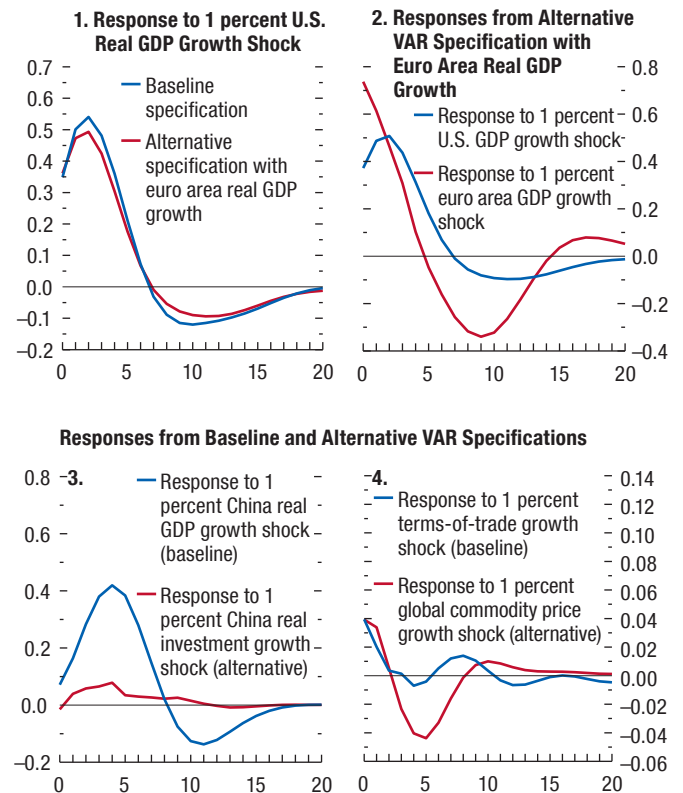 1. Response to 1 percent U.S.
Real GDP Growth Shock
0.7
0.6
0.5
0.4
0.3
0.2
0.1
0.0
–0.1
–0.2
Baseline
specification
Alternative
specification with
euro area real GDP
growth
0 5 10 15 20
2. Responses from Alternative
VAR Specification with
Euro Area Real GDP
Growth
Response to 1 percent
U.S. GDP growth shock
Response to 1 percent
euro area GDP growth
shock
0.8
0.6
0.4
0.2
0.0
–0.2
–0.4
0 5 10 15 20
Responses from Baseline and Alternative VAR Specifications
3.
0.8
0.6
0.4
0.2
0.0
–0.2
Response to 1
percent China real
GDP growth shock
(baseline)
Response to 1
percent China real
investment growth
shock (alternative)
0 5 10 15 20
4.
Response to 1 percent
terms-of-trade growth
shock (baseline)
Response to 1 percent
global commodity price
growth shock (alternative)
0.14
0.12
0.10
0.08
0.06
0.04
0.02
0.00
–0.02
–0.04
–0.06
0 5 10 15 20